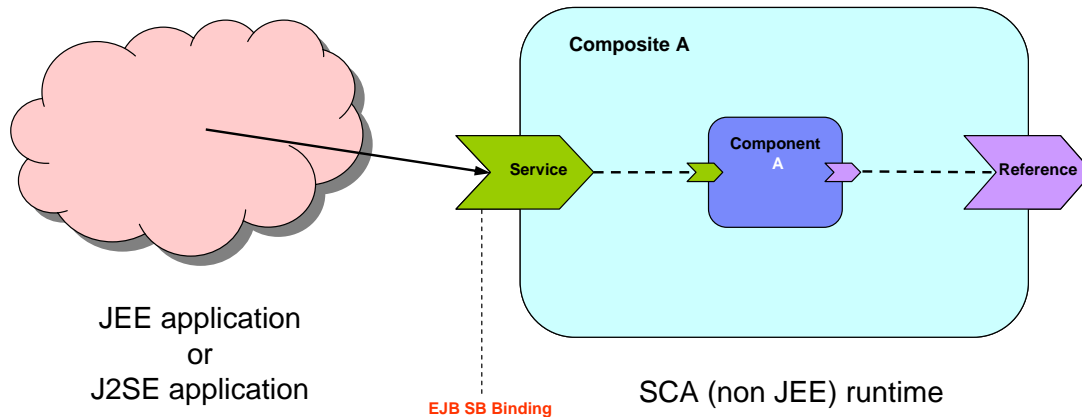 Composite A
Component
A
Service
Reference
JEE application
or
J2SE application
EJB SB Binding
SCA (non JEE) runtime